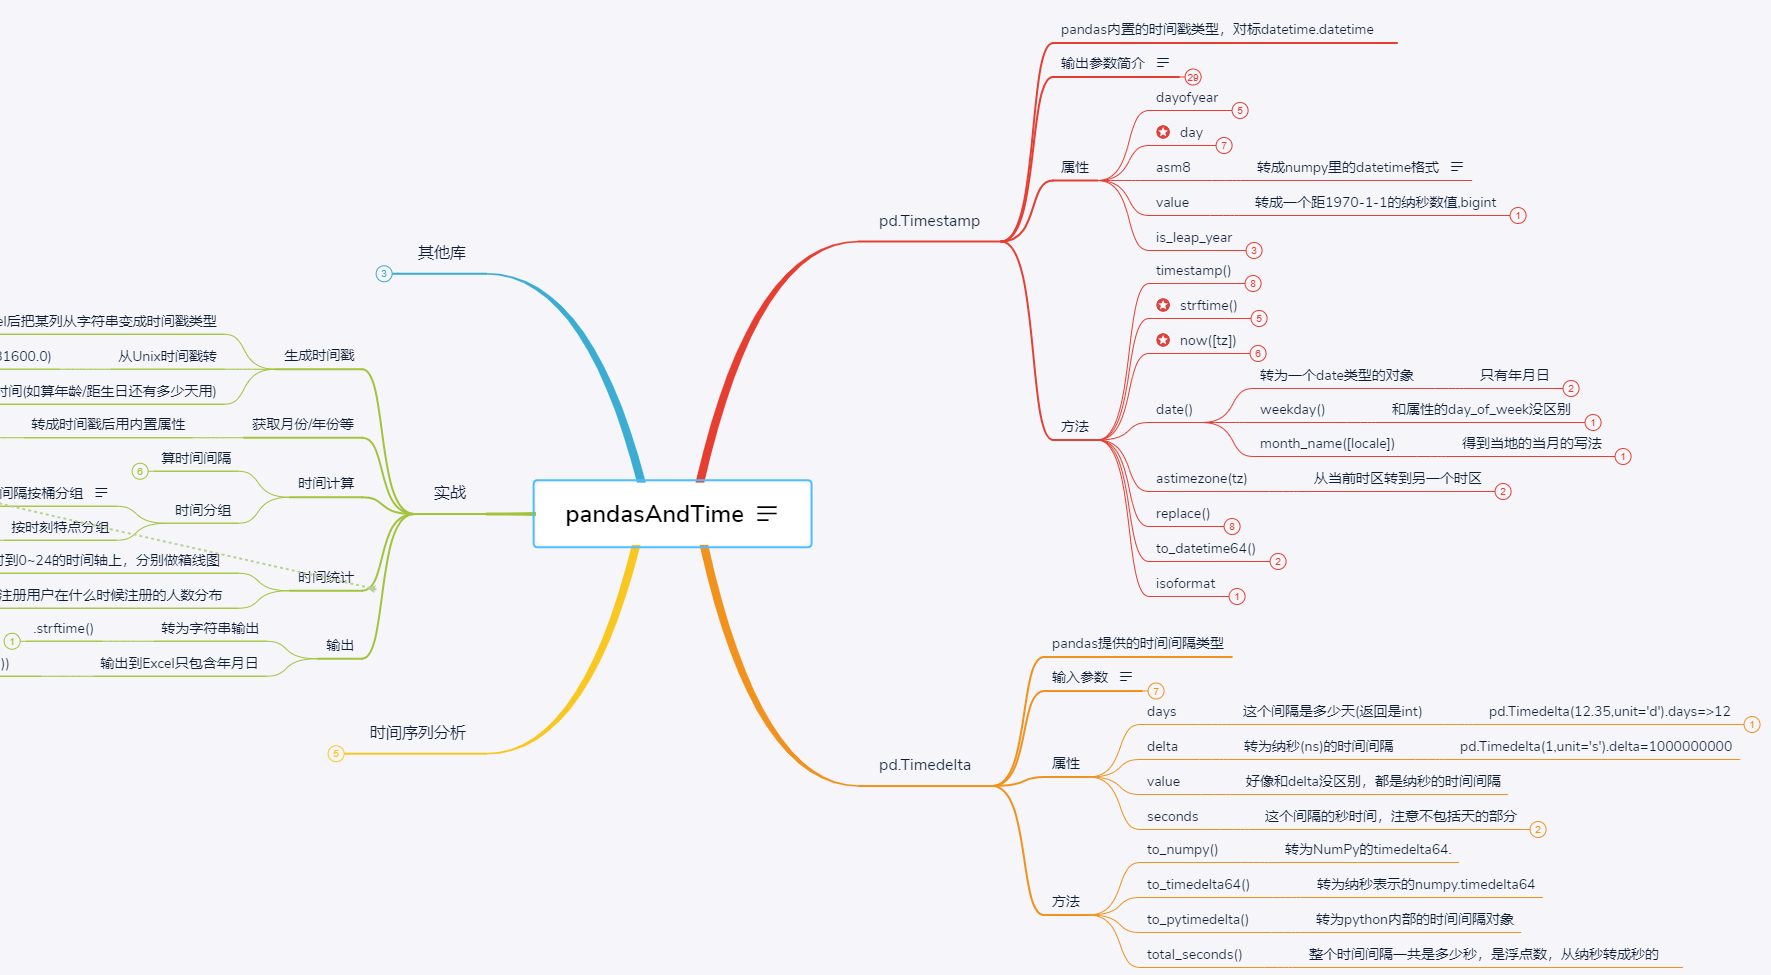 pandasAndTime
pd.Timestamp
pandas内置的时间戳类型，对标datetime.datetime
输出参数简介
29
属性
dayofyear
5
day
7
asm8 转成numpy里的datetime格式
value 转成一个距1970-1-1的纳秒数值,bigint
1
is_leap_year
3
方法
timestamp()
8
strftime()
5
now([tz])
6
date()
转为一个date类型的对象 只有年月日
2
weekday() 和属性的day_of_week没区别
1
month_name([locale]) 得到当地的当月的写法
1
astimezone(tz) 从当前时区转到另一个时区
2
replace()
8
to_datetime64()
2
isoformat
1
pd.Timedelta
pandas提供的时间间隔类型
输入参数
7
属性
days 这个间隔是多少天(返回是int) pd.Timedelta(12.35,unit='d').days=>12
1
delta 转为纳秒(ns)的时间间隔 pd.Timedelta(1,unit='s').delta=1000000000
value 好像和delta没区别，都是纳秒的时间间隔
seconds 这个间隔的秒时间，注意不包括天的部分
2
方法
to_numpy() 转为NumPy的timedelta64.
to_timedelta64() 转为纳秒表示的numpy.timedelta64
to_pytimedelta() 转为python内部的时间间隔对象
total_seconds() 整个时间间隔一共是多少秒，是浮点数，从纳秒转成秒的
其他库
3
实战
生成时间戳
el后把某列从字符串变成时间戳类型
31600.0) 从Unix时间戳转
时间(如算年龄/距生日还有多少天用)
获取月份/年份等
转成时间戳后用内置属性
时间计算
算时间间隔
6
时间分组
间隔按桶分组
按时刻特点分组
时间统计
时到0~24的时间轴上，分别做箱线图
注册用户在什么时候注册的人数分布
输出
.strftime() 转为字符串输出
1
)) 输出到Excel只包含年月日
时间序列分析
5